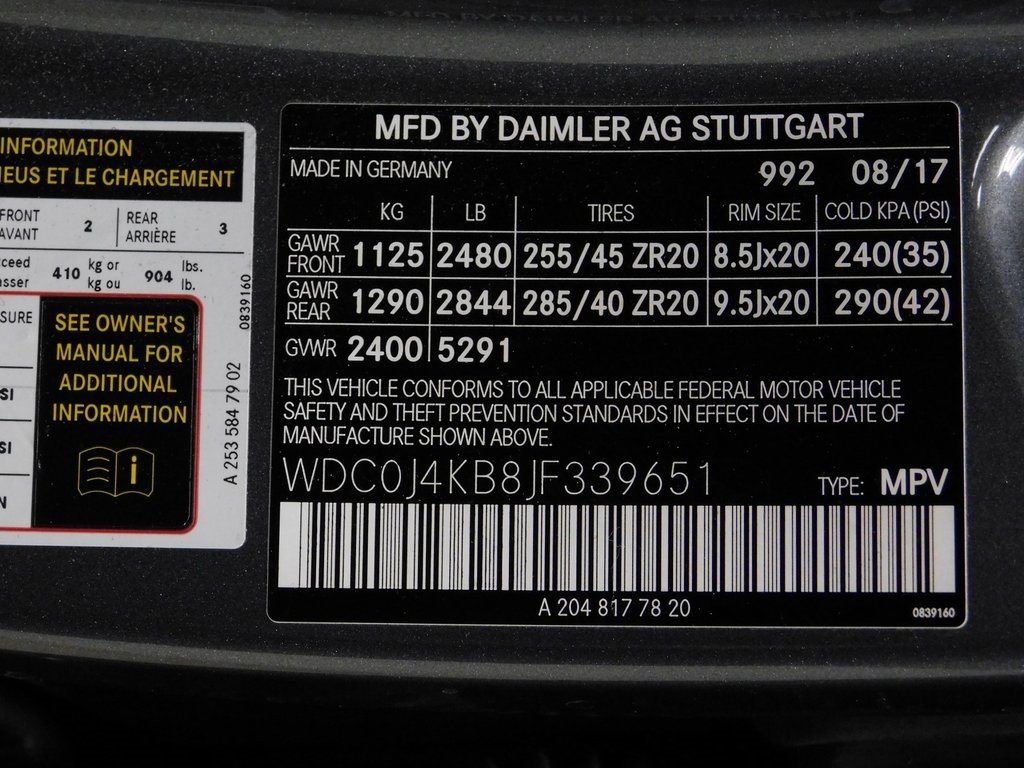 INFORMATION
NEUS ET LE CHARGEMENT
FRONT
AVANT
2
REAR
ARRIÈRE
3
410 kg or 904 lbs.
kg ou lb.
SEE OWNER'S
MANUAL FOR
ADDITIONAL
INFORMATION
i
A 253 584 79 02
0839160
MFD BY DAIMLER AG STUTTGART
MADE IN GERMANY 992 08/17
KG LB TIRES RIM SIZE COLD KPA (PSI)
GAWR FRONT 1125 2480 255/45 ZR20 8.5Jx20 240(35)
GAWR REAR 1290 2844 285/40 ZR20 9.5Jx20 290(42)
GVWR 2400 5291
THIS VEHICLE CONFORMS TO ALL APPLICABLE FEDERAL MOTOR VEHICLE
SAFETY AND THEFT PREVENTION STANDARDS IN EFFECT ON THE DATE OF
MANUFACTURE SHOWN ABOVE.
WDC0J4KB8JF339651 TYPE: MPV
A 204 817 78 20 0839160